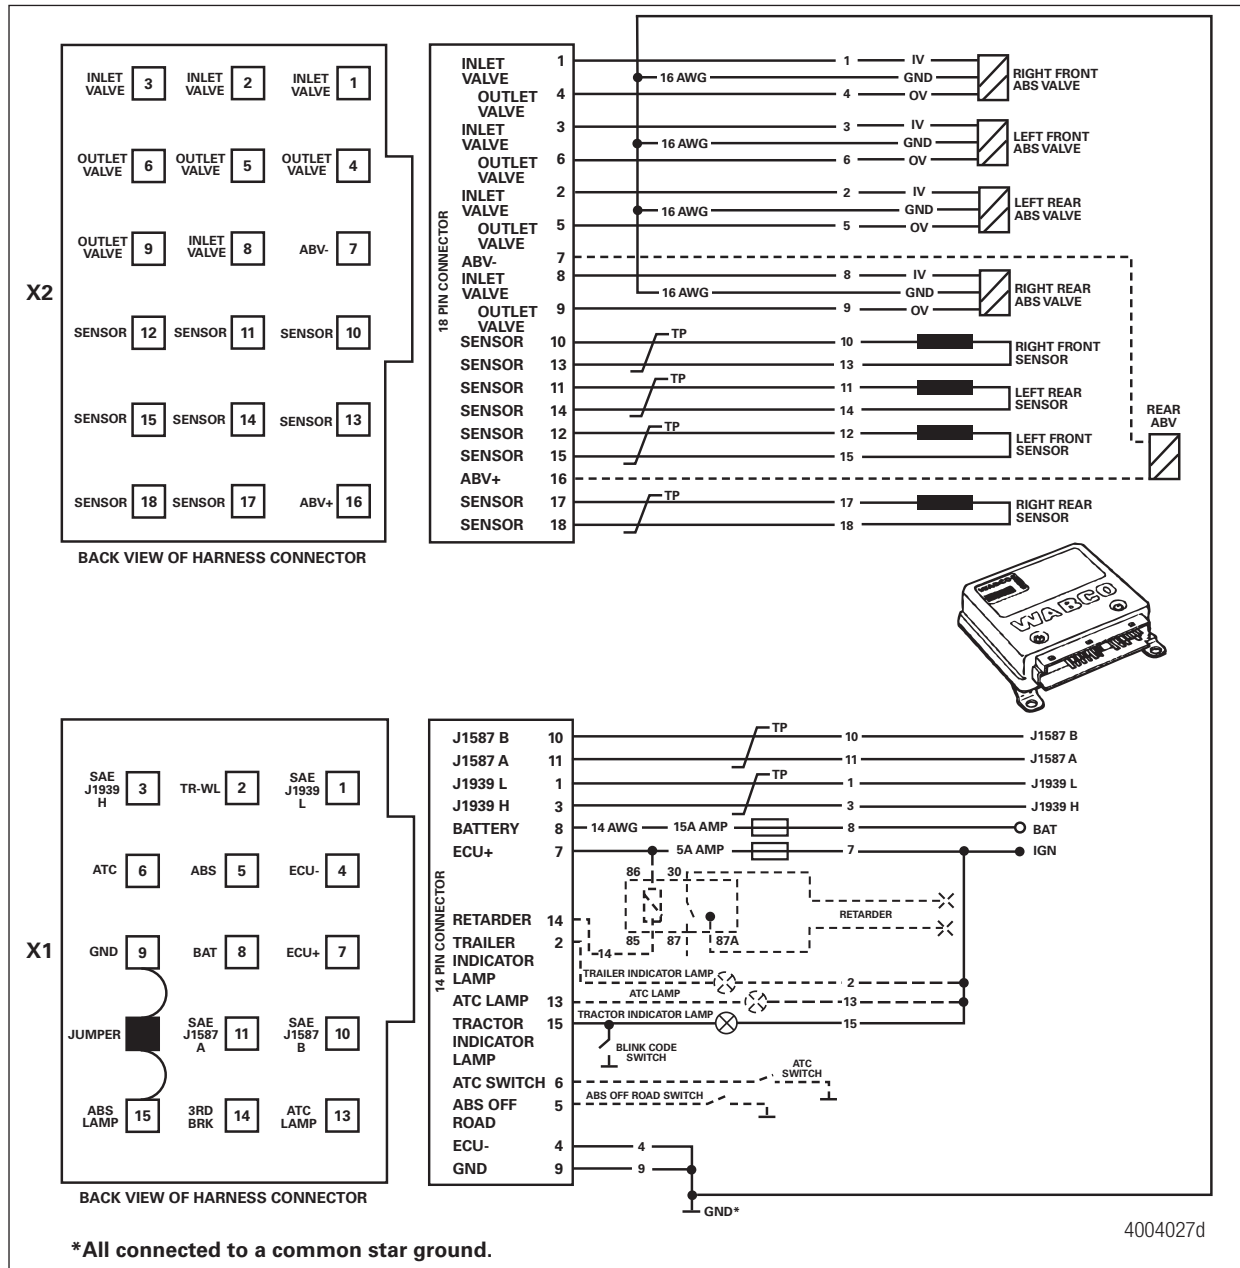 X2
INLET VALVE 3
INLET VALVE 2
INLET VALVE 1
OUTLET VALVE 6
OUTLET VALVE 5
OUTLET VALVE 4
OUTLET VALVE 9
INLET VALVE 8
ABV- 7
SENSOR 12
SENSOR 11
SENSOR 10
SENSOR 15
SENSOR 14
SENSOR 13
SENSOR 18
SENSOR 17
ABV+ 16
BACK VIEW OF HARNESS CONNECTOR
18 PIN CONNECTOR
INLET VALVE 1
OUTLET VALVE 4
INLET VALVE 3
OUTLET VALVE 6
INLET VALVE 2
OUTLET VALVE 5
ABV- 7
INLET VALVE 8
OUTLET VALVE 9
SENSOR 10
SENSOR 13
SENSOR 11
SENSOR 14
SENSOR 12
SENSOR 15
ABV+ 16
SENSOR 17
SENSOR 18
1 IV
16 AWG GND
4 OV
RIGHT FRONT
ABS VALVE
3 IV
16 AWG GND
6 OV
LEFT FRONT
ABS VALVE
2 IV
16 AWG GND
5 OV
LEFT REAR
ABS VALVE
8 IV
16 AWG GND
9 OV
RIGHT REAR
ABS VALVE
TP 10
13
RIGHT FRONT
SENSOR
TP 11
14
LEFT REAR
SENSOR
TP 12
15
LEFT FRONT
SENSOR
REAR
ABV
TP 17
18
RIGHT REAR
SENSOR
WABCO
X1
SAE J1939 H 3
TR-WL 2
SAE J1939 L 1
ATC 6
ABS 5
ECU- 4
GND 9
BAT 8
ECU+ 7
JUMPER
SAE J1587 A 11
SAE J1587 B 10
ABS LAMP 15
3RD BRK 14
ATC LAMP 13
BACK VIEW OF HARNESS CONNECTOR
14 PIN CONNECTOR
J1587 B 10
J1587 A 11
J1939 L 1
J1939 H 3
BATTERY 8
ECU+ 7
RETARDER 14
TRAILER INDICATOR LAMP 2
ATC LAMP 13
TRACTOR INDICATOR LAMP 15
ATC SWITCH 6
ABS OFF ROAD 5
ECU- 4
GND 9
TP 10 J1587 B
11 J1587 A
TP 1 J1939 L
3 J1939 H
14 AWG 15A AMP 8 BAT
5A AMP 7 IGN
86 30
85 87 87A
14
RETARDER
TRAILER INDICATOR LAMP 2
ATC LAMP 13
TRACTOR INDICATOR LAMP 15
BLINK CODE
SWITCH
ATC
SWITCH
ABS OFF ROAD SWITCH
4
9
GND*
4004027d
*All connected to a common star ground.